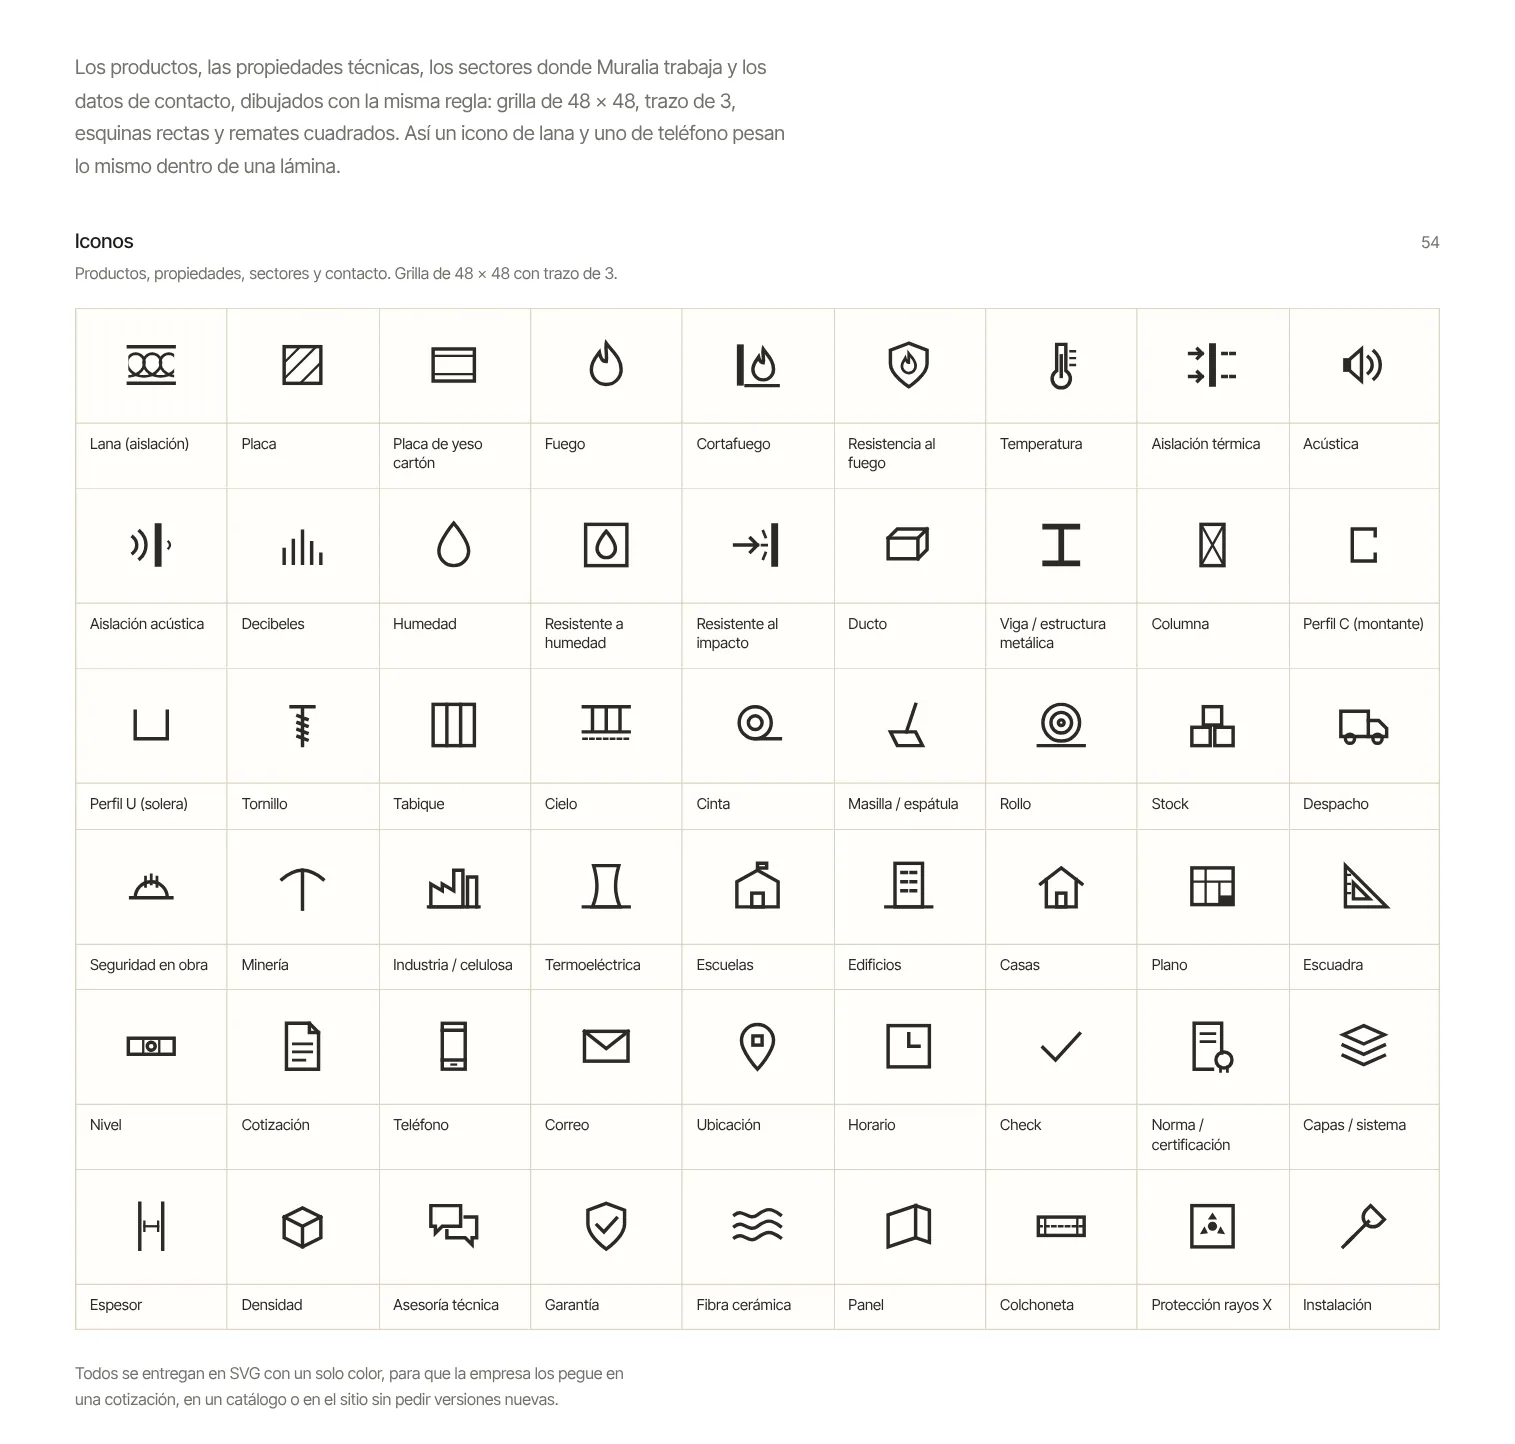 Los productos, las propiedades técnicas, los sectores donde Muralia trabaja y los
datos de contacto, dibujados con la misma regla: grilla de 48 × 48, trazo de 3,
esquinas rectas y remates cuadrados. Así un icono de lana y uno de teléfono pesan
lo mismo dentro de una lámina.
Iconos
54
Productos, propiedades, sectores y contacto. Grilla de 48 × 48 con trazo de 3.
Lana (aislación)
Placa
Placa de yeso
cartón
Fuego
Cortafuego
Resistencia al
fuego
Temperatura
Aislación térmica
Acústica
Aislación acústica
Decibeles
Humedad
Resistente a
humedad
Resistente al
impacto
Ducto
Viga / estructura
metálica
Columna
Perfil C (montante)
Perfil U (solera)
Tornillo
Tabique
Cielo
Cinta
Masilla / espátula
Rollo
Stock
Despacho
Seguridad en obra
Minería
Industria / celulosa
Termoeléctrica
Escuelas
Edificios
Casas
Plano
Escuadra
Nivel
Cotización
Teléfono
Correo
Ubicación
Horario
Check
Norma /
certificación
Capas / sistema
Espesor
Densidad
Asesoría técnica
Garantía
Fibra cerámica
Panel
Colchoneta
Protección rayos X
Instalación
Todos se entregan en SVG con un solo color, para que la empresa los pegue en
una cotización, en un catálogo o en el sitio sin pedir versiones nuevas.